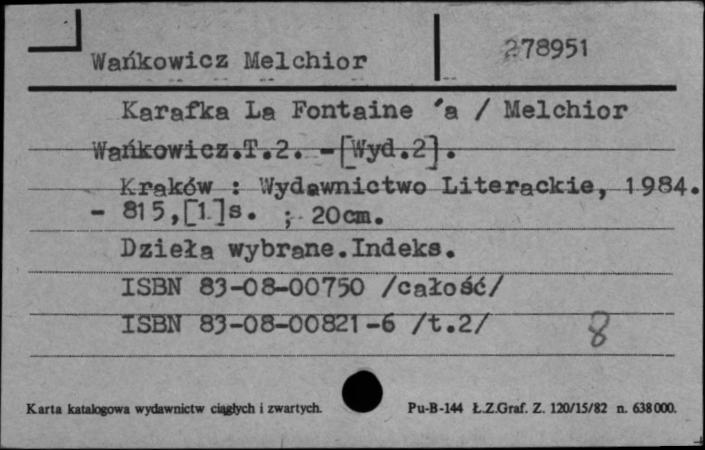 Wańkowicz Melchior
278951
Karafka La Fontaine 'a / Melchior
Wańkowicz.T.2. -[Wyd.2].
Kraków : Wydawnictwo Literackie, 1984.
- 815,[1]s. ; 20cm.
Dzieła wybrane.Indeks.
ISBN 83-08-00750 /całość/
ISBN 83-08-00821-6 /t.2/
8
Karta katalogowa wydawnictw ciągłych i zwartych.
Pu-B-144 Ł.Z.Graf. Z. 120/15/82 n. 638000.